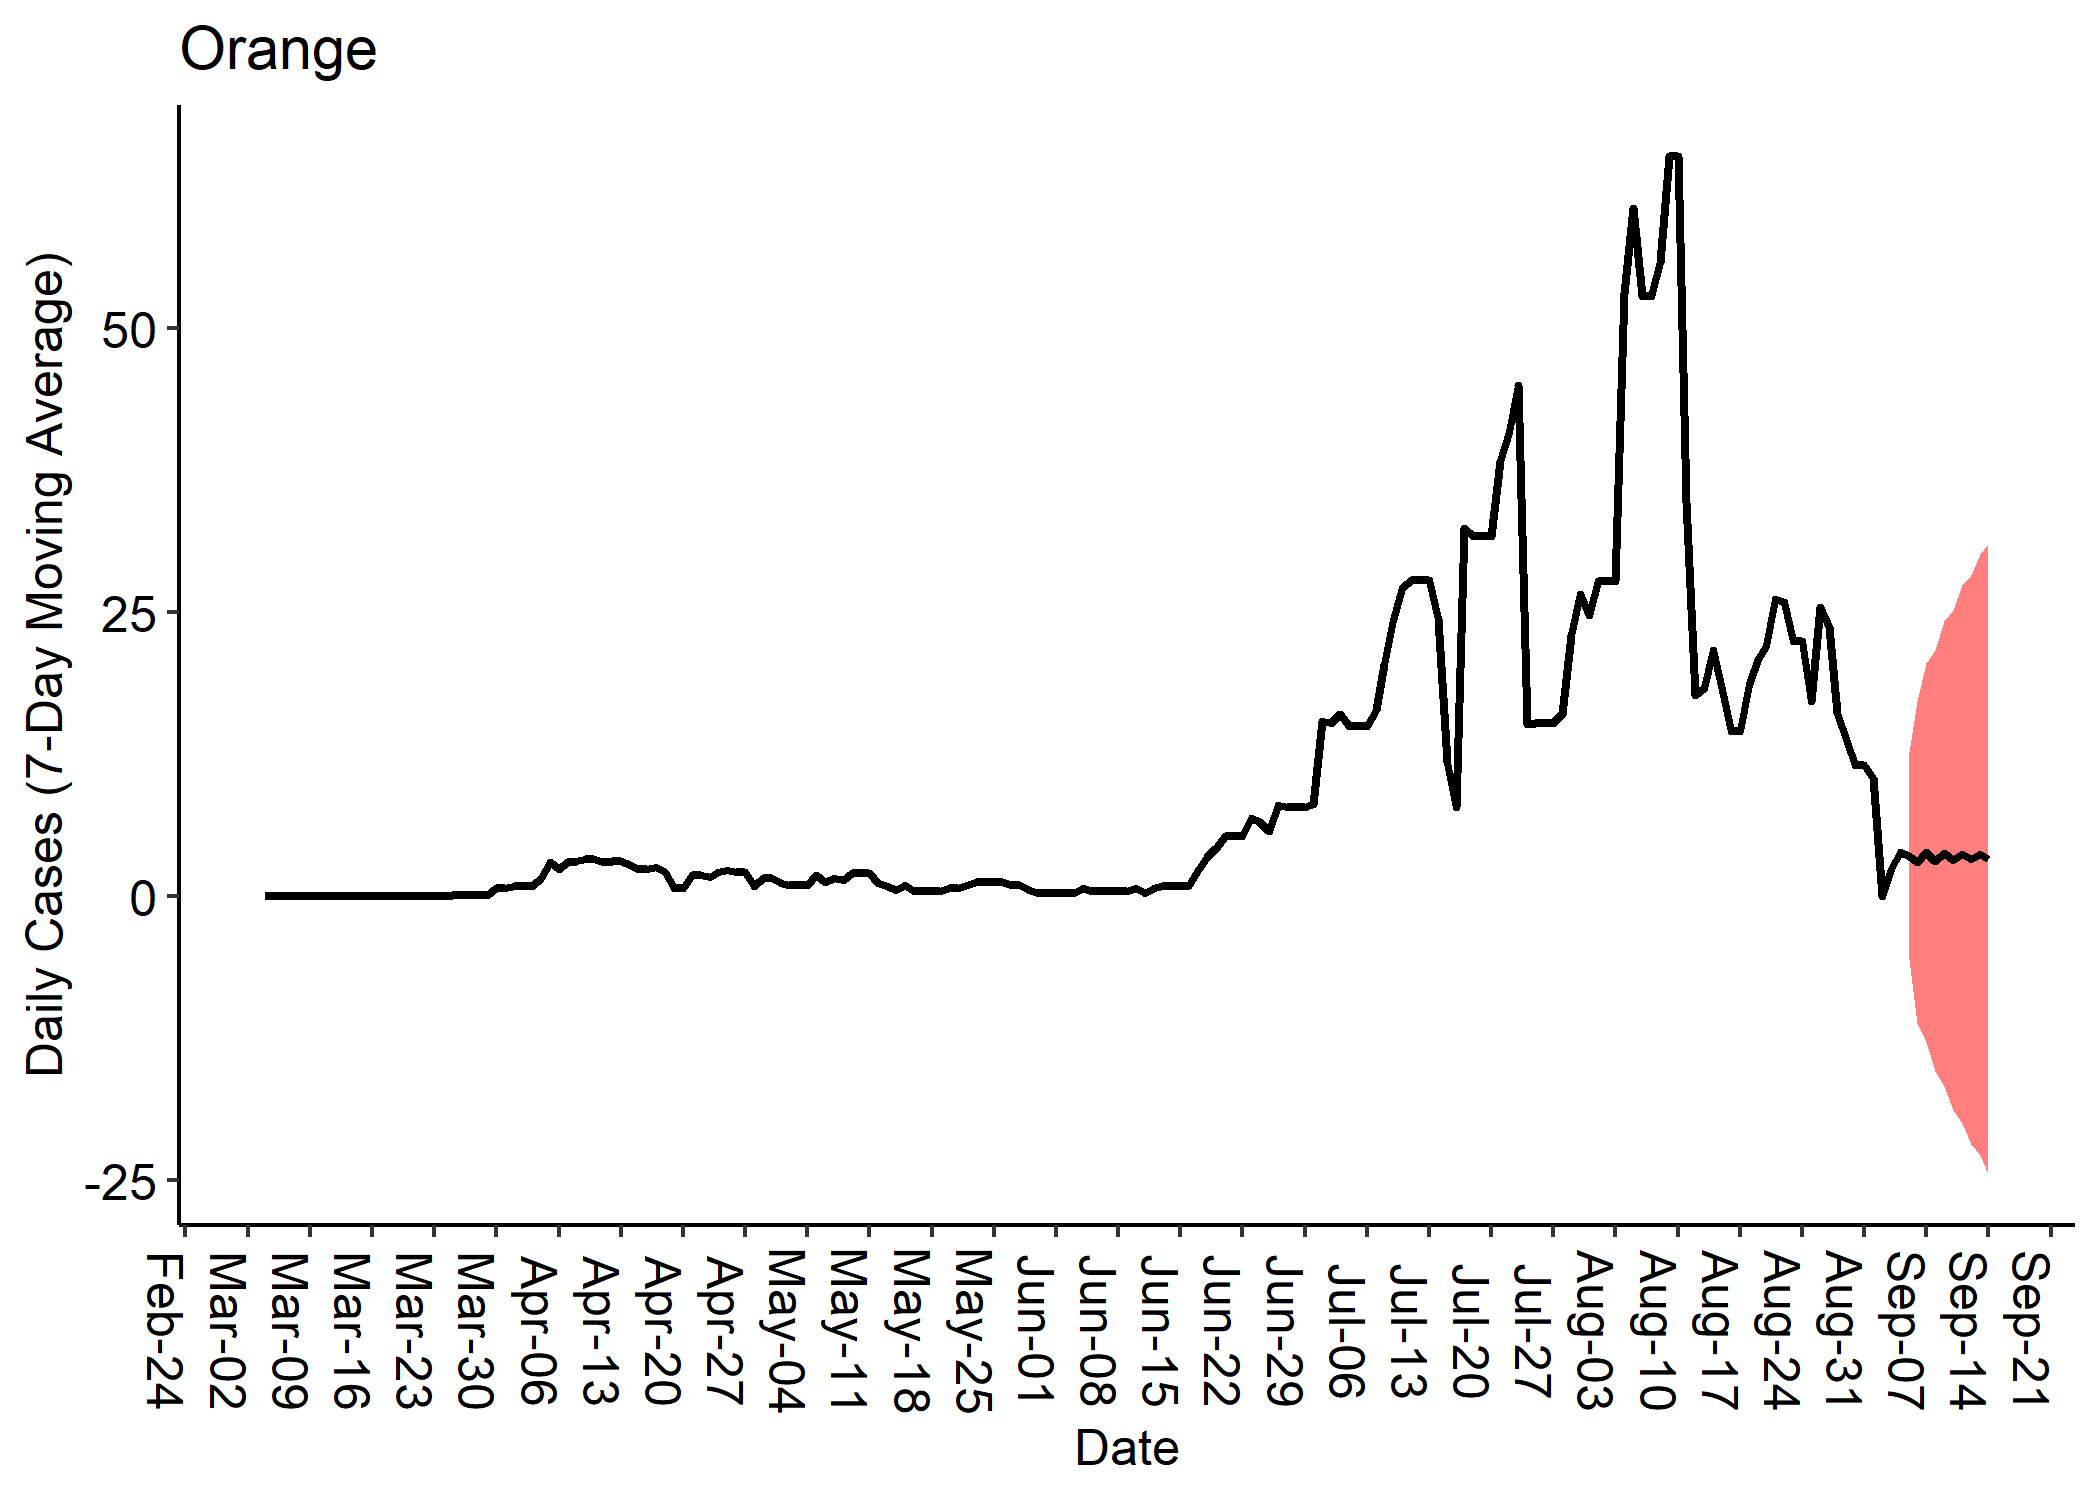 Orange
Daily Cases (7-Day Moving Average)
50
25
0
-25
Feb-24
Mar-02
Mar-09
Mar-16
Mar-23
Mar-30
Apr-06
Apr-13
Apr-20
Apr-27
May-04
May-11
May-18
May-25
Jun-01
Jun-08
Jun-15
Jun-22
Jun-29
Jul-06
Jul-13
Jul-20
Jul-27
Aug-03
Aug-10
Aug-17
Aug-24
Aug-31
Sep-07
Sep-14
Sep-21
Date